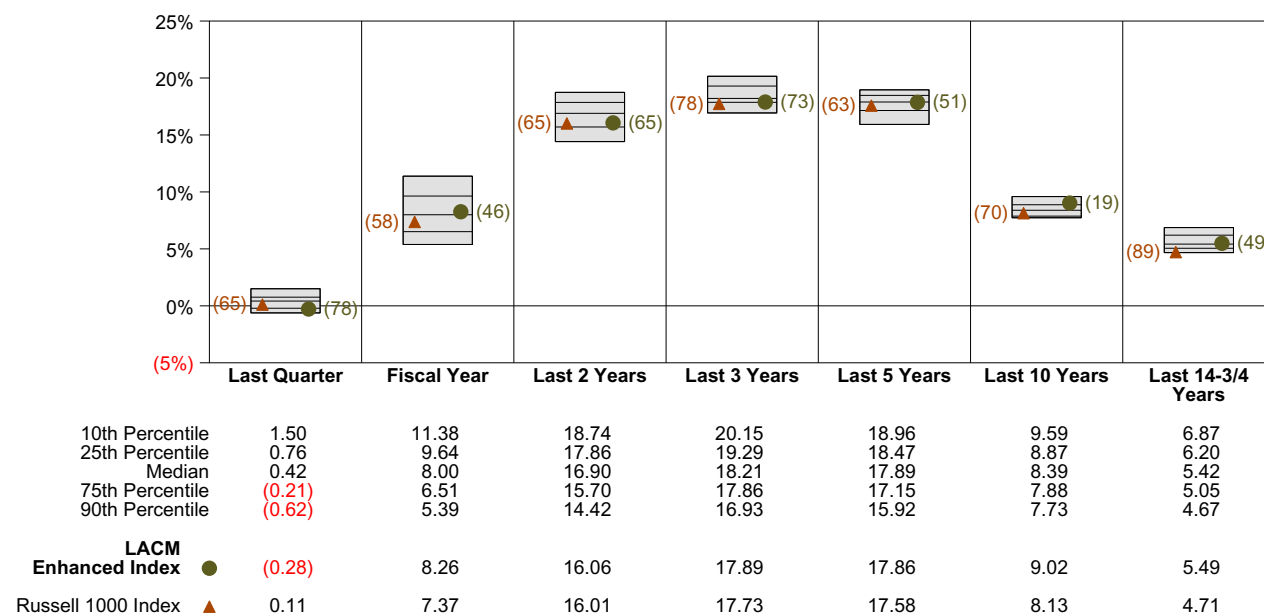 25%
20%
(78) (73)
(63) (51)
(65) (65)
15%
10%
(58) (46)
(70) (19)
5%
(89) (49
0%
(65) (78)
(5%)
Last Quarter Fiscal Year Last 2 Years Last 3 Years Last 5 Years Last 10 Years Last 14-3/4
Years
10th Percentile 1.50 11.38 18.74 20.15 18.96 9.59 6.87
25th Percentile 0.76 9.64 17.86 19.29 18.47 8.87 6.20
Median 0.42 8.00 16.90 18.21 17.89 8.39 5.42
75th Percentile (0.21) 6.51 15.70 17.86 17.15 7.88 5.05
90th Percentile (0.62) 5.39 14.42 16.93 15.92 7.73 4.67
LACM
Enhanced Index (0.28) 8.26 16.06 17.89 17.86 9.02 5.49
Russell 1000 Index 0.11 7.37 16.01 17.73 17.58 8.13 4.71